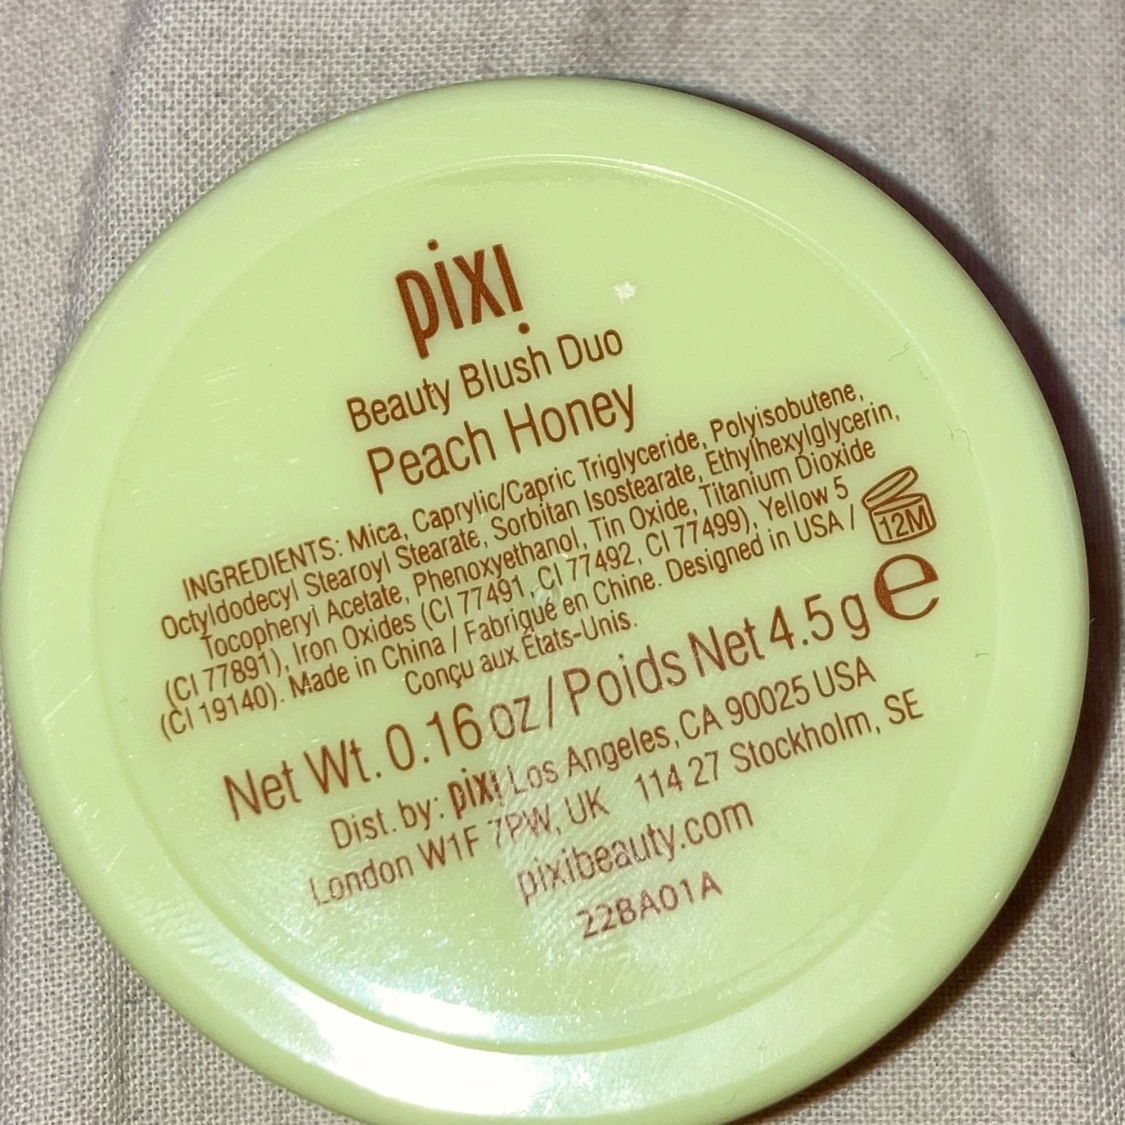 pixi
Beauty Blush Duo
Peach Honey
INGREDIENTS: Mica, Caprylic/Capric Triglyceride, Polyisobutene,
Octyldodecyl Stearoyl Stearate, Sorbitan Isostearate, Ethylhexylglycerin,
Tocopheryl Acetate, Phenoxyethanol, Tin Oxide, Titanium Dioxide
(CI 77891), Iron Oxides (CI 77491, CI 77492, CI 77499), Yellow 5
(CI 19140). Made in China / Fabriqué en Chine. Designed in USA /
Conçu aux États-Unis.
12M
Net Wt. 0.16 oz / Poids Net 4.5 g e
Dist. by: pixi Los Angeles, CA 90025 USA
London W1F 7PW, UK 114 27 Stockholm, SE
pixibeauty.com
22BA01A